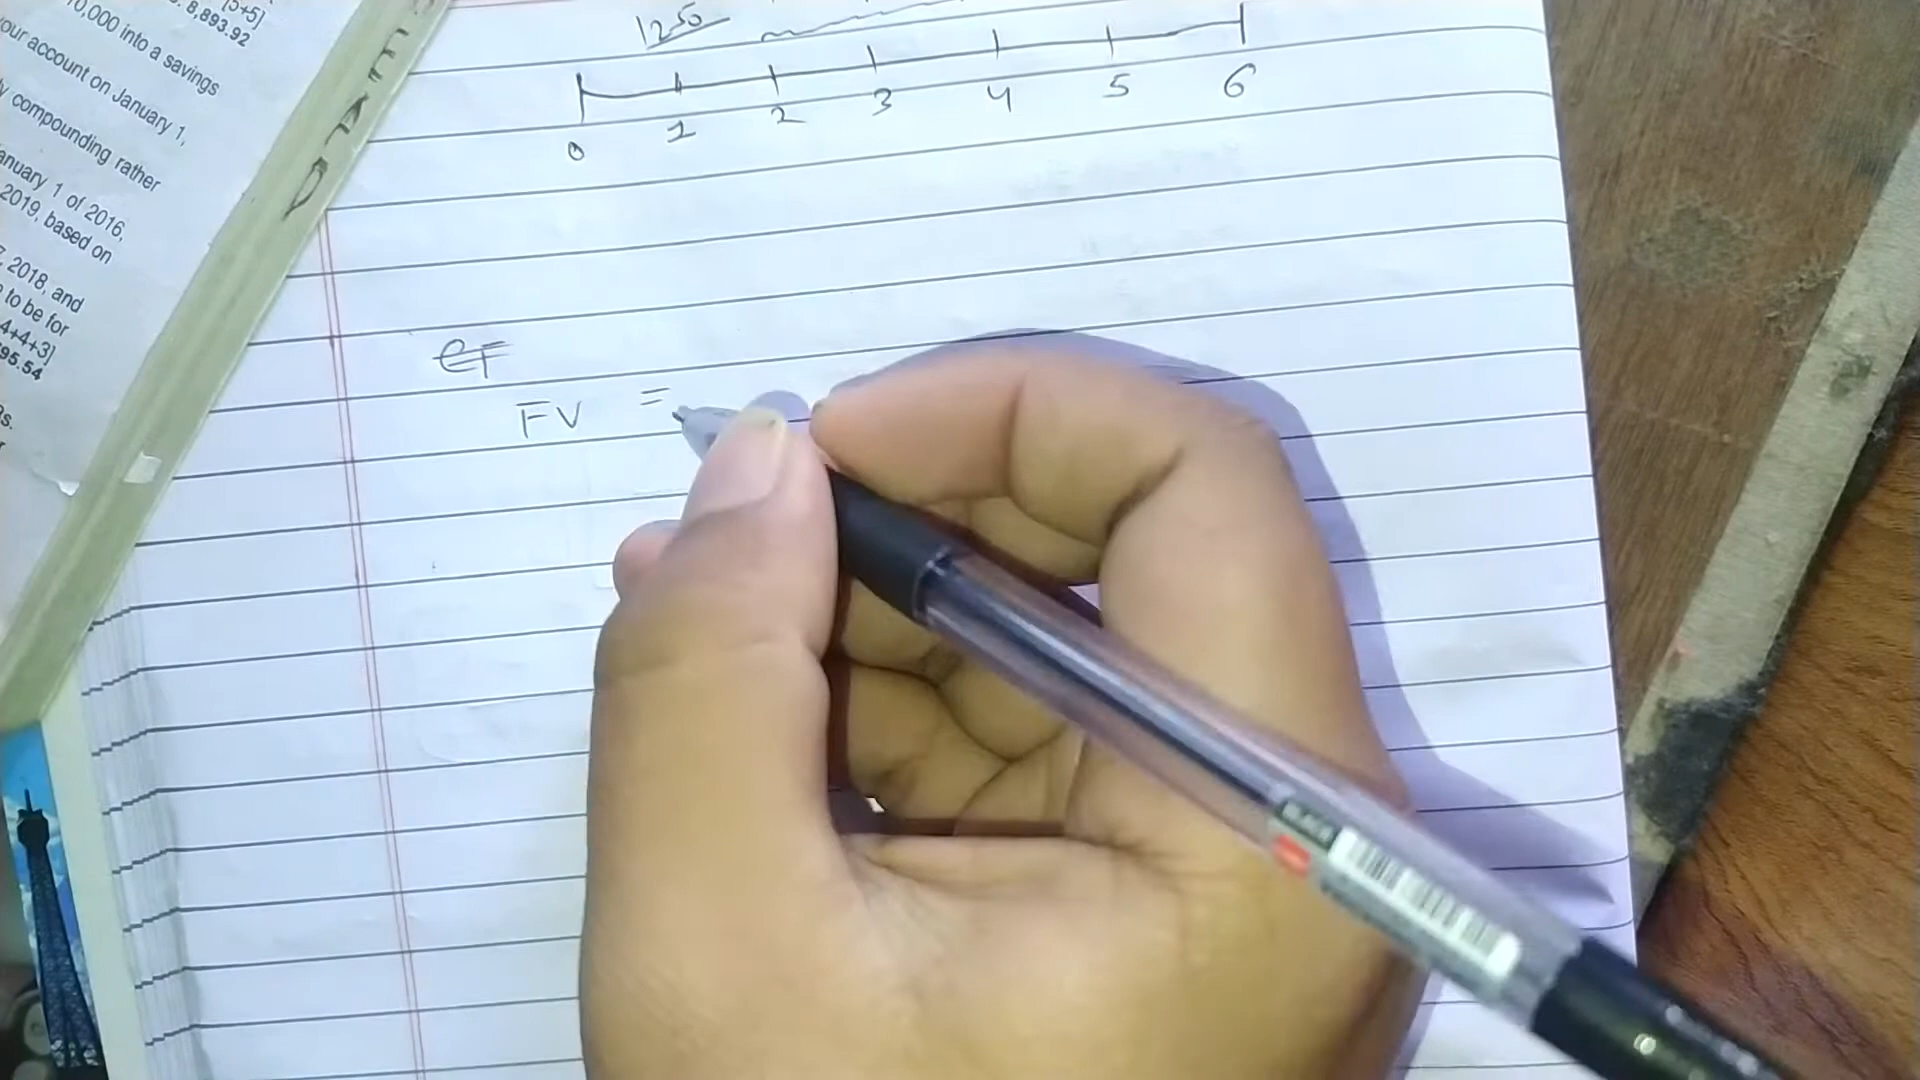 [5+5]
8,893.92
10,000 into a savings
our account on January 1,
y compounding rather
anuary 1 of 2016,
2019, based on
7, 2018, and
to be for
4+4+3]
95.54
Rs.
1250
0 1 2 3 4 5 6
FV =